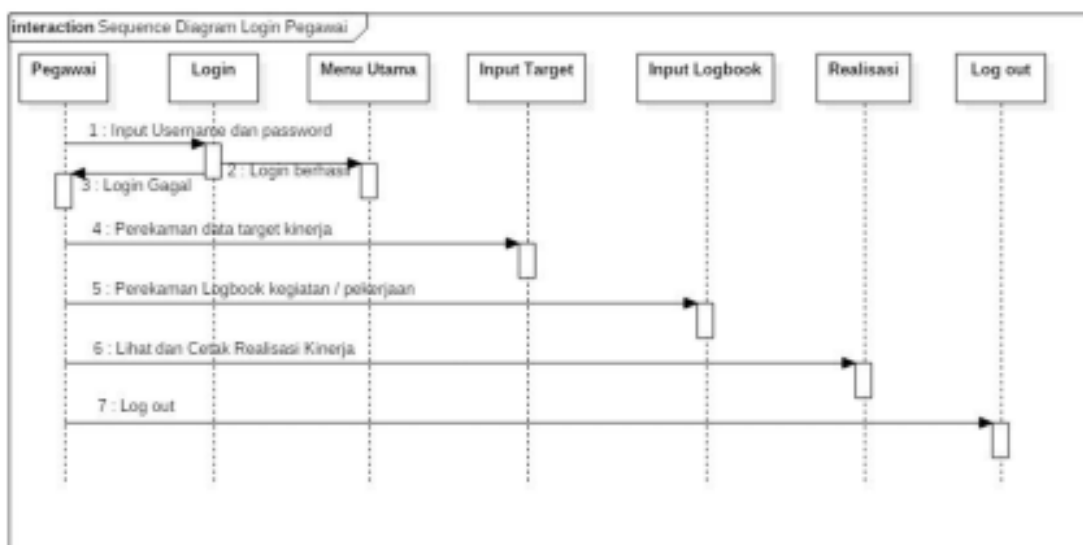 interaction Sequence Diagram Login Pegawai
Pegawai
Login
Menu Utama
Input Target
Input Logbook
Realisasi
Log out
1 : Input Username dan password
2 : Login berhasil
3 : Login Gagal
4 : Perekaman data target kinerja
5 : Perekaman Logbook kegiatan / pekerjaan
6 : Lihat dan Cetak Realisasi Kinerja
7 : Log out